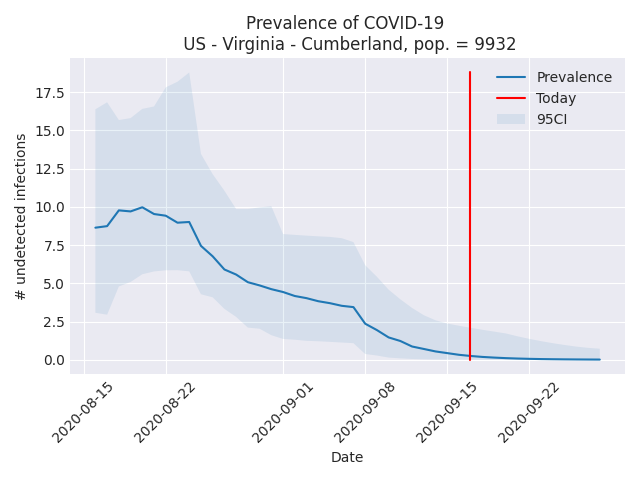 Prevalence of COVID-19
US - Virginia - Cumberland, pop. = 9932
Prevalence
Today
95CI
# undetected infections
17.5
15.0
12.5
10.0
7.5
5.0
2.5
0.0
2020-08-15
2020-08-22
2020-09-01
2020-09-08
2020-09-15
2020-09-22
Date